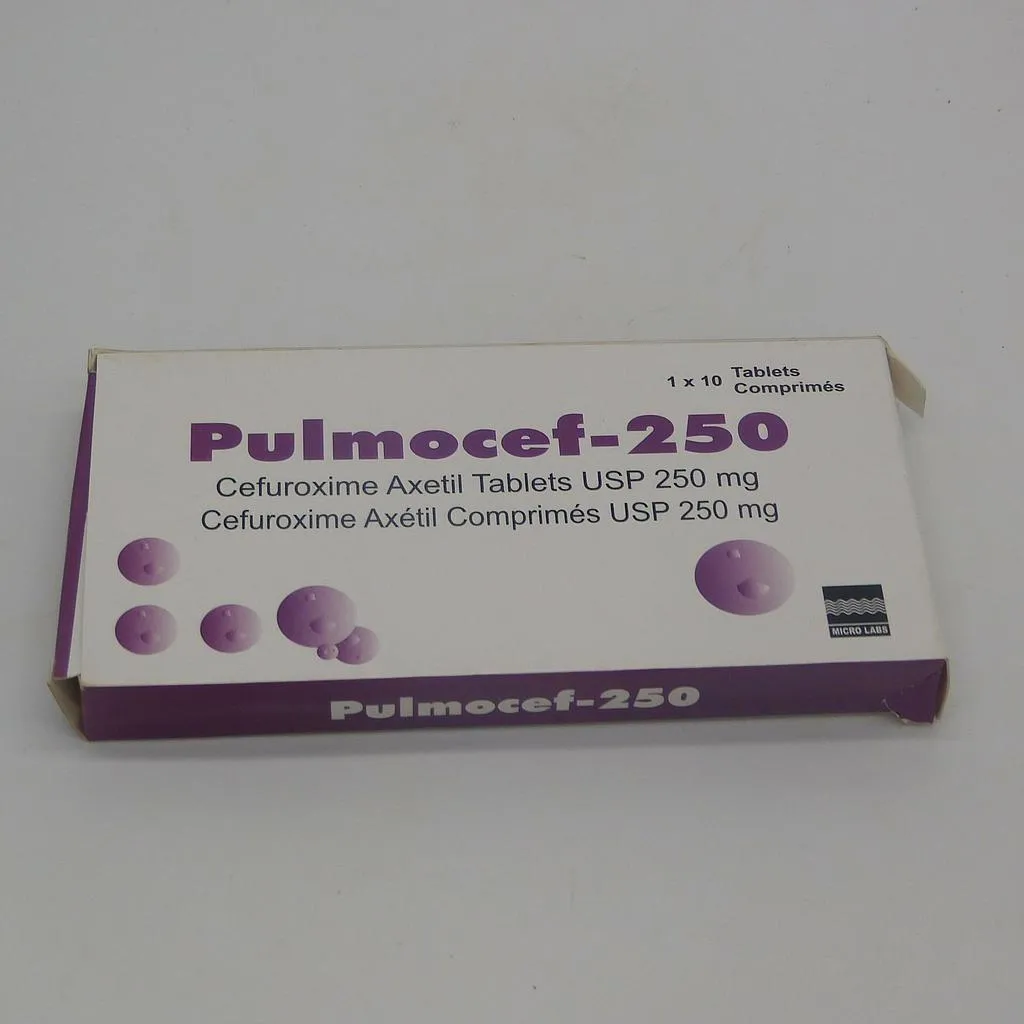 1 x 10 Tablets
Comprimés
Pulmocef-250
Cefuroxime Axetil Tablets USP 250 mg
Cefuroxime Axétil Comprimés USP 250 mg
MICRO LABS
Pulmocef-250